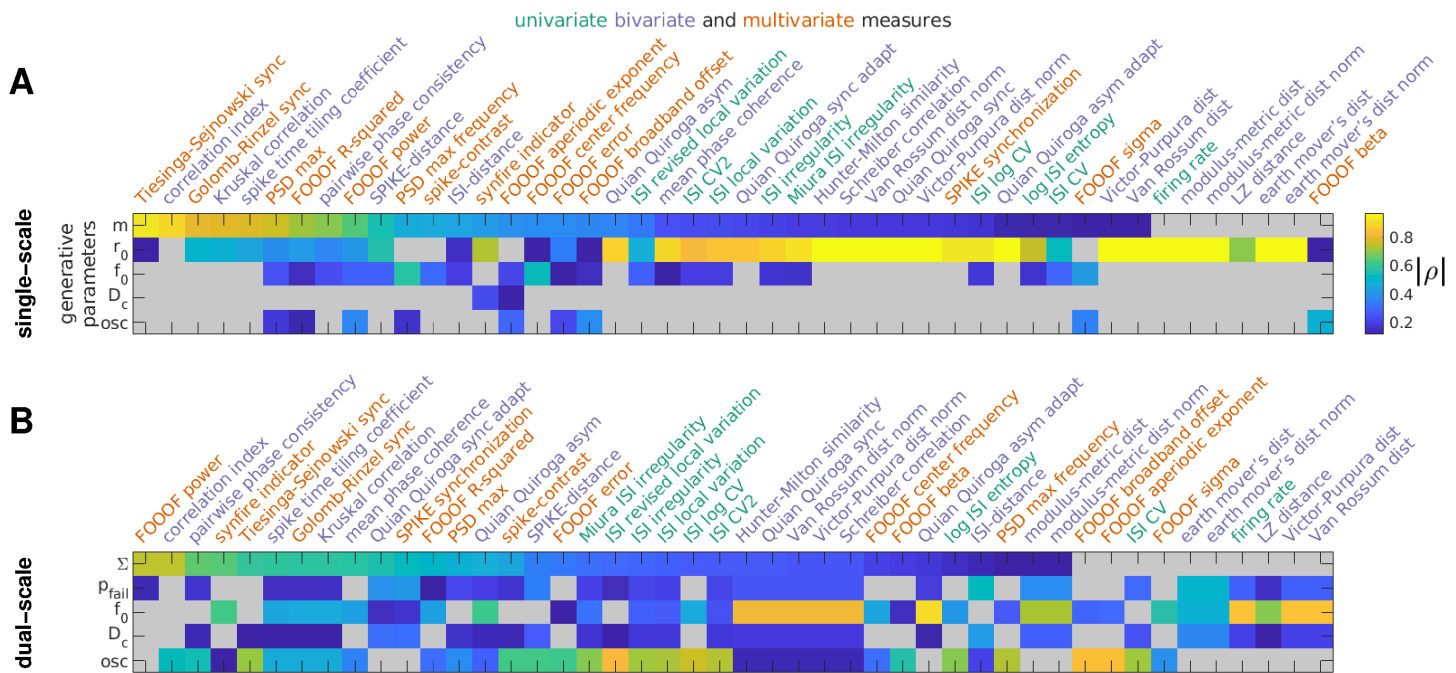 univariate bivariate and multivariate measures
A
Tiesinga-Sejnowski sync
correlation index
Golomb-Rinzel sync
Kruskal correlation
spike time tiling coefficient
PSD max
FOOOF R-squared
pairwise phase consistency
FOOOF power
SPIKE-distance
PSD max frequency
spike-contrast
ISI-distance
synfire indicator
FOOOF aperiodic exponent
FOOOF center frequency
FOOOF error
FOOOF broadband offset
Quian Quiroga asym
ISI revised local variation
mean phase coherence
ISI CV2
ISI local variation
Quian Quiroga sync adapt
ISI irregularity
Miura ISI irregularity
Hunter-Milton similarity
Schreiber correlation
Van Rossum dist norm
Quian Quiroga sync
Victor-Purpura dist norm
SPIKE synchronization
ISI log CV
Quian Quiroga asym adapt
log ISI entropy
ISI CV
FOOOF sigma
Victor-Purpura dist
Van Rossum dist
firing rate
modulus-metric dist
modulus-metric dist norm
LZ distance
earth mover's dist
earth mover's dist norm
FOOOF beta
single-scale
generative
parameters
m
r0
f0
Dc
osc
0.8
0.6
0.4
0.2
|ρ|
B
FOOOF power
correlation index
pairwise phase consistency
synfire indicator
Tiesinga-Sejnowski sync
spike time tiling coefficient
Golomb-Rinzel sync
Kruskal correlation
mean phase coherence
Quian Quiroga sync adapt
SPIKE synchronization
FOOOF R-squared
PSD max
Quian Quiroga asym
spike-contrast
SPIKE-distance
FOOOF error
Miura ISI irregularity
ISI revised local variation
ISI irregularity
ISI local variation
ISI log CV
ISI CV2
Hunter-Milton similarity
Quian Quiroga sync
Van Rossum dist norm
Victor-Purpura dist norm
Schreiber correlation
FOOOF center frequency
FOOOF beta
Quian Quiroga asym adapt
log ISI entropy
ISI-distance
PSD max frequency
modulus-metric dist
modulus-metric dist norm
FOOOF broadband offset
FOOOF aperiodic exponent
ISI CV
FOOOF sigma
earth mover's dist
earth mover's dist norm
firing rate
LZ distance
Victor-Purpura dist
Van Rossum dist
dual-scale
Σ
pfail
f0
Dc
osc